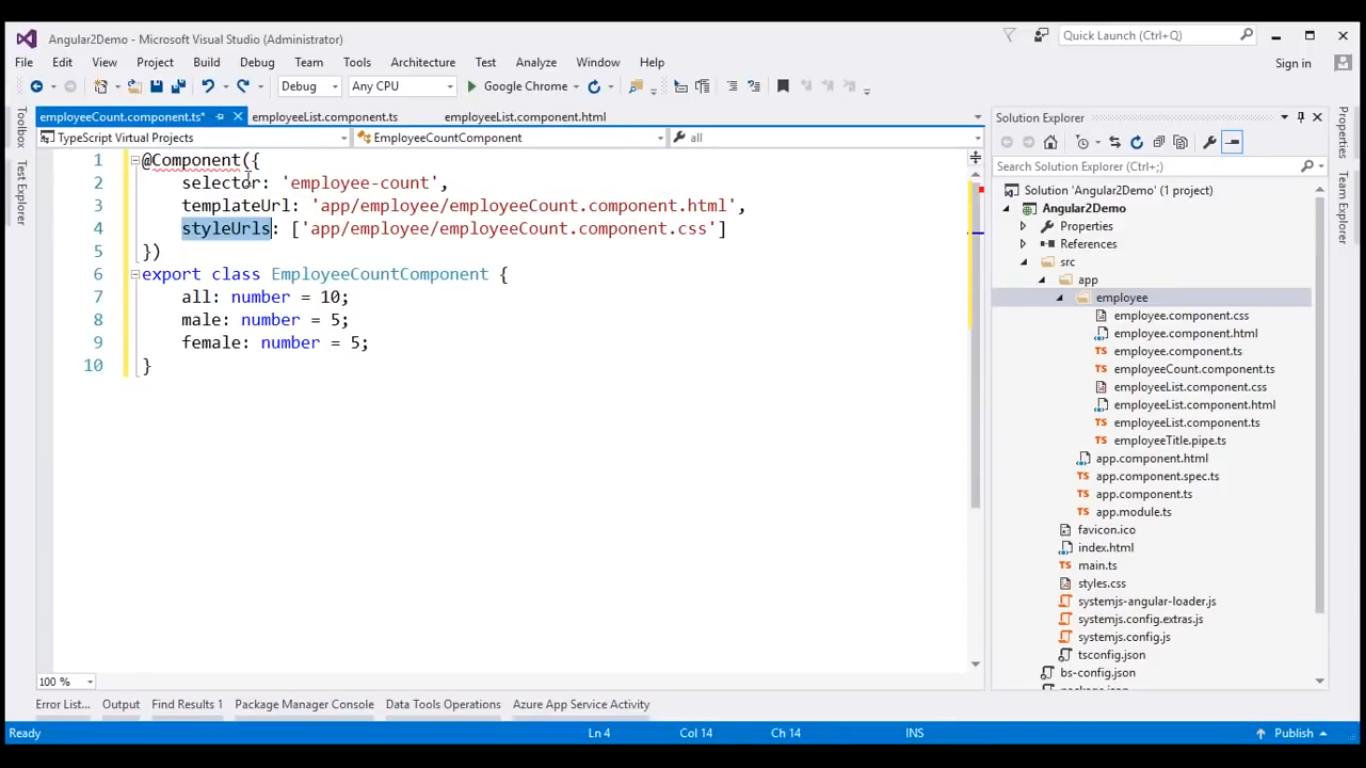 Angular2Demo - Microsoft Visual Studio (Administrator)
Quick Launch (Ctrl+Q)
File Edit View Project Build Debug Team Tools Architecture Test Analyze Window Help
Sign in
Debug Any CPU Google Chrome
Toolbox
Test Explorer
employeeCount.component.ts* employeeList.component.ts employeeList.component.html
TypeScript Virtual Projects EmployeeCountComponent all
1 @Component({
2 selector: 'employee-count',
3 templateUrl: 'app/employee/employeeCount.component.html',
4 styleUrls: ['app/employee/employeeCount.component.css']
5 })
6 export class EmployeeCountComponent {
7 all: number = 10;
8 male: number = 5;
9 female: number = 5;
10 }
100 %
Solution Explorer
Search Solution Explorer (Ctrl+;)
Solution 'Angular2Demo' (1 project)
Angular2Demo
Properties
References
src
app
employee
employee.component.css
employee.component.html
employee.component.ts
employeeCount.component.ts
employeeList.component.css
employeeList.component.html
employeeList.component.ts
employeeTitle.pipe.ts
app.component.html
app.component.spec.ts
app.component.ts
app.module.ts
favicon.ico
index.html
main.ts
styles.css
systemjs-angular-loader.js
systemjs.config.extras.js
systemjs.config.js
tsconfig.json
bs-config.json
Properties
Team Explorer
Error List... Output Find Results 1 Package Manager Console Data Tools Operations Azure App Service Activity
Ready Ln 4 Col 14 Ch 14 INS Publish